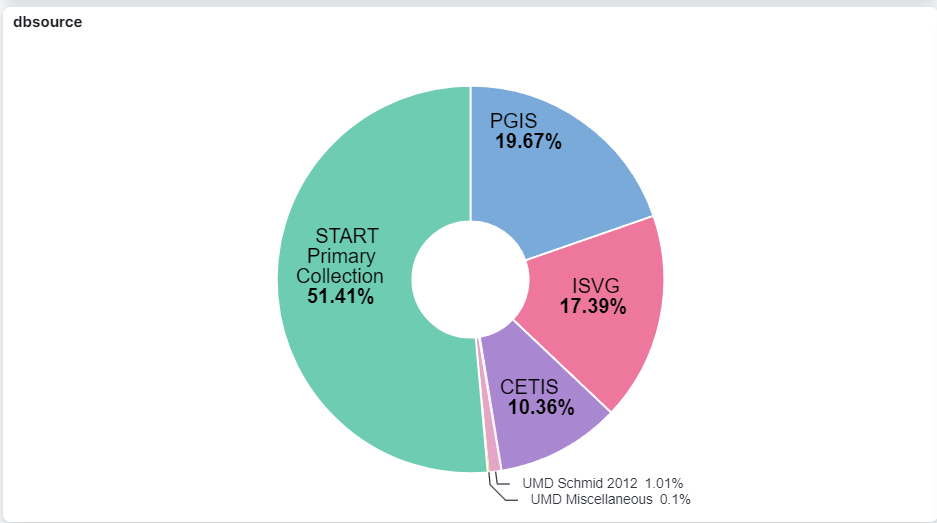 dbsource
PGIS
19.67%
START
Primary
Collection
51.41%
ISVG
17.39%
CETIS
10.36%
UMD Schmid 2012 1.01%
UMD Miscellaneous 0.1%